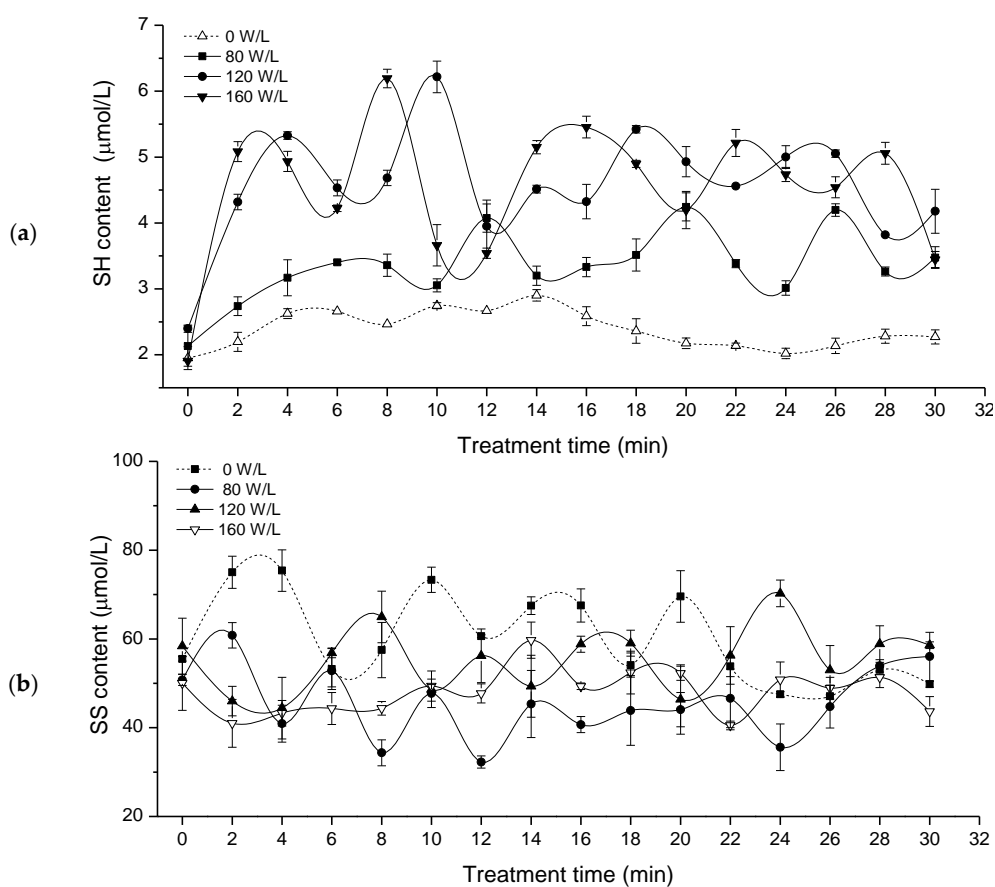 (a)
SH content (μmol/L)
7
6
5
4
3
2
0 W/L
80 W/L
120 W/L
160 W/L
0 2 4 6 8 10 12 14 16 18 20 22 24 26 28 30 32
Treatment time (min)
(b)
SS content (μmol/L)
100
80
60
40
20
0 W/L
80 W/L
120 W/L
160 W/L
0 2 4 6 8 10 12 14 16 18 20 22 24 26 28 30 32
Treatment time (min)